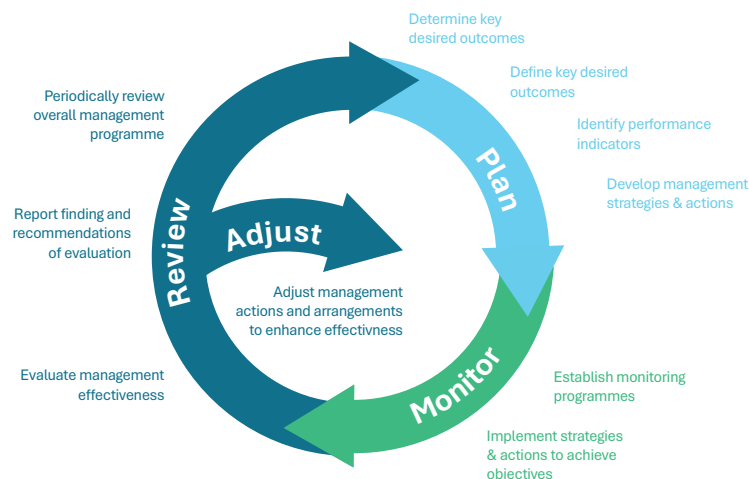 Determine key
desired outcomes
Define key desired
outcomes
Identify performance
indicators
Develop management
strategies & actions
Plan
Establish monitoring
programmes
Implement strategies
& actions to achieve
objectives
Monitor
Evaluate management
effectiveness
Report finding and
recommendations
of evaluation
Periodically review
overall management
programme
Review
Adjust
Adjust management
actions and arrangements
to enhance effectivness